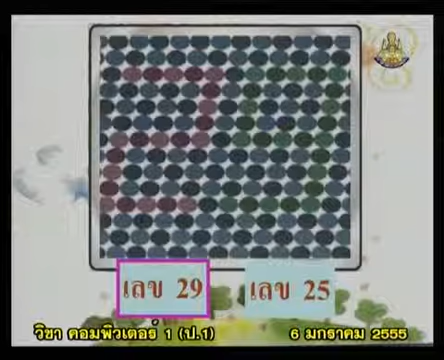 เลข 29
เลข 25
วิชา คอมพิวเตอร์ 1 (ป.1)
6 มกราคม 2555